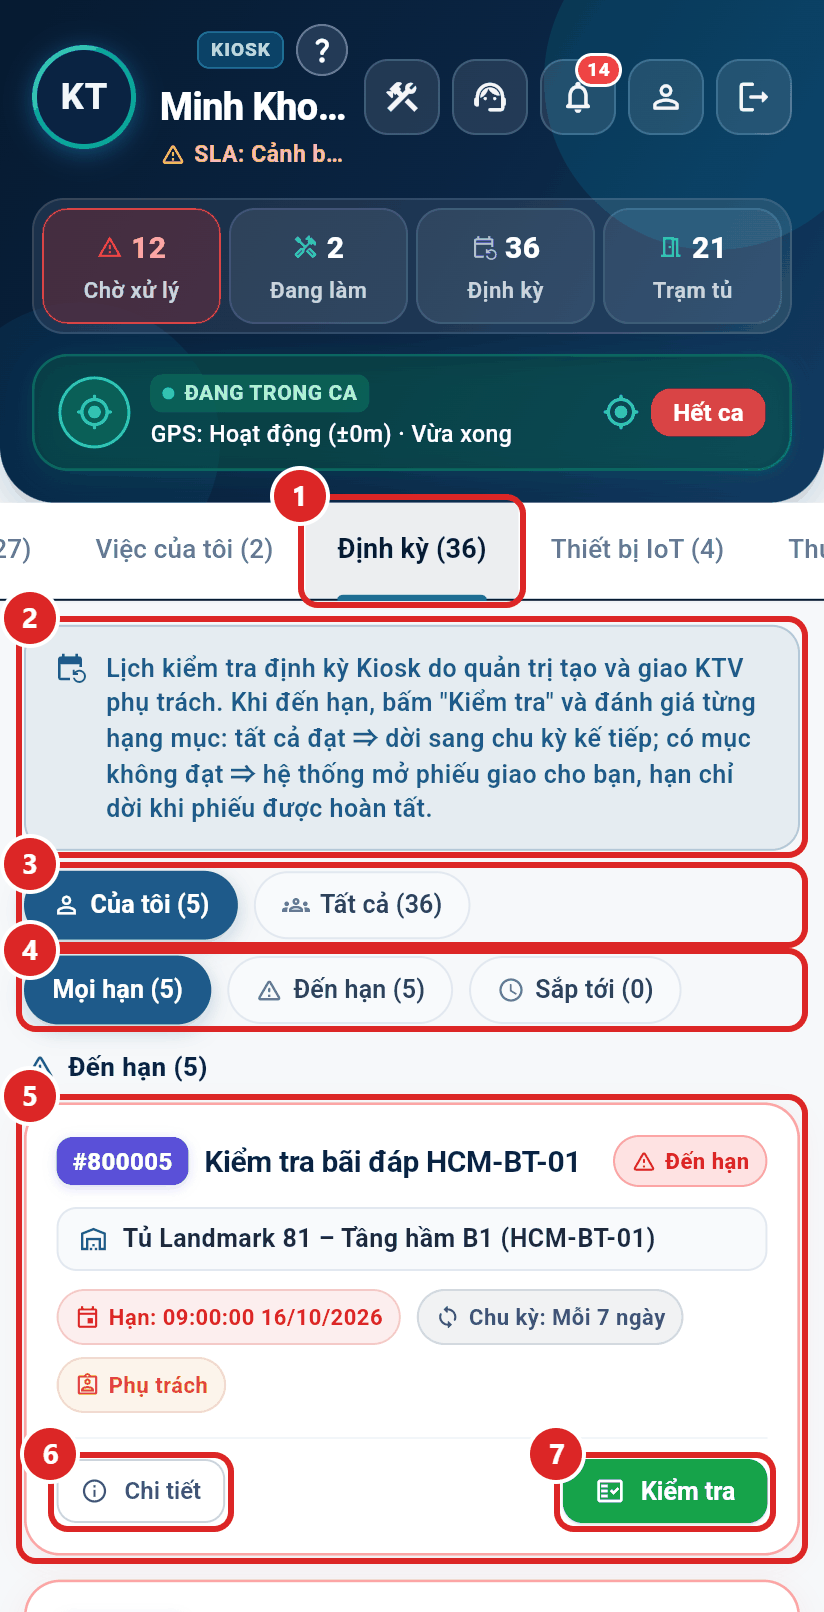 KIOSK
?
KT
Minh Kho...
SLA: Cảnh b...
14
12
Chờ xử lý
2
Đang làm
36
Định kỳ
21
Trạm tủ
ĐANG TRONG CA
GPS: Hoạt động (±0m) · Vừa xong
Hết ca
1
27)
Việc của tôi (2)
Định kỳ (36)
Thiết bị IoT (4)
2
Lịch kiểm tra định kỳ Kiosk do quản trị tạo và giao KTV
phụ trách. Khi đến hạn, bấm "Kiểm tra" và đánh giá từng
hạng mục: tất cả đạt ⇒ dời sang chu kỳ kế tiếp; có mục
không đạt ⇒ hệ thống mở phiếu giao cho bạn, hạn chỉ
dời khi phiếu được hoàn tất.
3
Của tôi (5)
Tất cả (36)
4
Mọi hạn (5)
Đến hạn (5)
Sắp tới (0)
Đến hạn (5)
5
#800005
Kiểm tra bãi đáp HCM-BT-01
Đến hạn
Tủ Landmark 81 – Tầng hầm B1 (HCM-BT-01)
Hạn: 09:00:00 16/10/2026
Chu kỳ: Mỗi 7 ngày
Phụ trách
6
Chi tiết
7
Kiểm tra